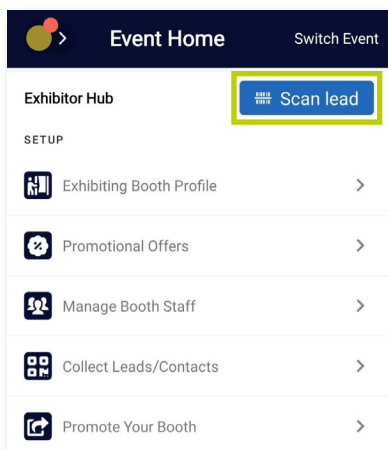 Event Home
Switch Event
Exhibitor Hub
Scan lead
SETUP
Exhibiting Booth Profile
Promotional Offers
Manage Booth Staff
Collect Leads/Contacts
Promote Your Booth